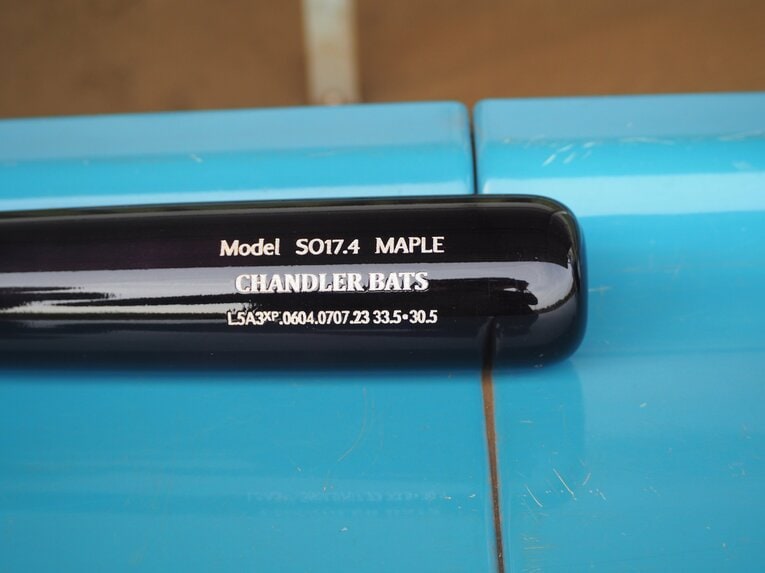 Model SO17.4 MAPLE
CHANDLER BATS
L5A3XP.0604.0707.23 33.5•30.5